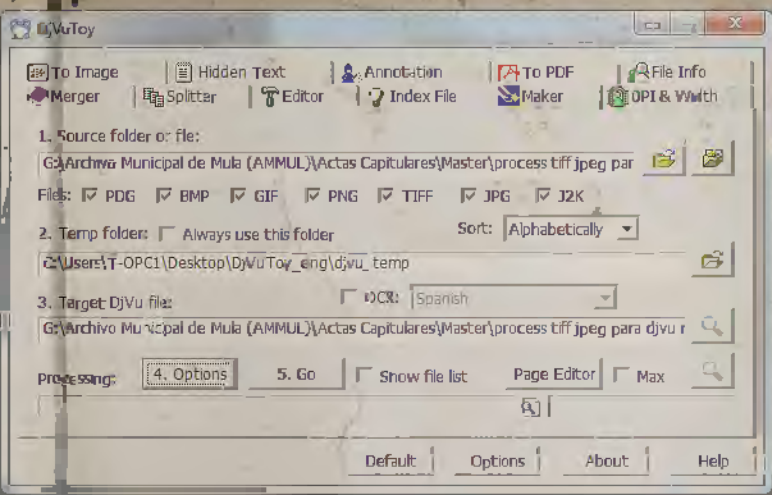 DjVuToy
To Image Hidden Text Annotation To PDF File Info
Merger Splitter Editor Index File Maker DPI & Width
1. Source folder or file:
G:\Archivo Municipal de Mula (AMMUL)\Actas Capitulares\Master\process tiff jpeg par
Files: PDG BMP GIF PNG TIFF JPG J2K
2. Temp folder: Always use this folder Sort: Alphabetically
C:\Users\T-OPC1\Desktop\DjVuToy_eng\djvu_temp
3. Target DjVu file: OCR: Spanish
G:\Archivo Municipal de Mula (AMMUL)\Actas Capitulares\Master\process tiff jpeg para djvu r
Processing: 4. Options 5. Go Show file list Page Editor Max
Default Options About Help